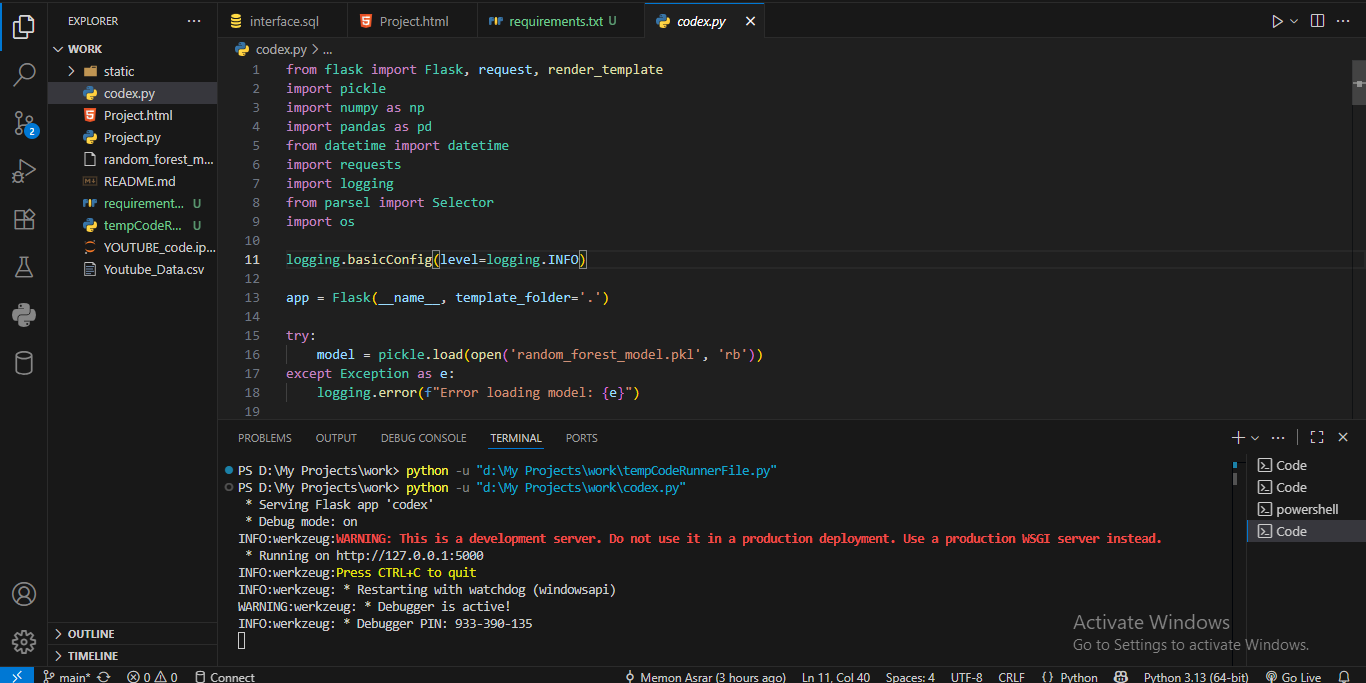 EXPLORER
WORK
static
codex.py
Project.html
Project.py
random_forest_m...
README.md
requirement... U
tempCodeR... U
YOUTUBE_code.ip...
Youtube_Data.csv
OUTLINE
TIMELINE
interface.sql
Project.html
requirements.txt U
codex.py
codex.py > ...
1 from flask import Flask, request, render_template
2 import pickle
3 import numpy as np
4 import pandas as pd
5 from datetime import datetime
6 import requests
7 import logging
8 from parsel import Selector
9 import os
10
11 logging.basicConfig(level=logging.INFO)
12
13 app = Flask(__name__, template_folder='.')
14
15 try:
16 model = pickle.load(open('random_forest_model.pkl', 'rb'))
17 except Exception as e:
18 logging.error(f"Error loading model: {e}")
19
PROBLEMS OUTPUT DEBUG CONSOLE TERMINAL PORTS
PS D:\My Projects\work> python -u "d:\My Projects\work\tempCodeRunnerFile.py"
PS D:\My Projects\work> python -u "d:\My Projects\work\codex.py"
* Serving Flask app 'codex'
* Debug mode: on
INFO:werkzeug:WARNING: This is a development server. Do not use it in a production deployment. Use a production WSGI server instead.
* Running on http://127.0.0.1:5000
INFO:werkzeug:Press CTRL+C to quit
INFO:werkzeug: * Restarting with watchdog (windowsapi)
WARNING:werkzeug: * Debugger is active!
INFO:werkzeug: * Debugger PIN: 933-390-135
Code
Code
powershell
Code
Activate Windows
Go to Settings to activate Windows.
2
main* 0 0 Connect Memon Asrar (3 hours ago) Ln 11, Col 40 Spaces: 4 UTF-8 CRLF {} Python Python 3.13 (64-bit) Go Live